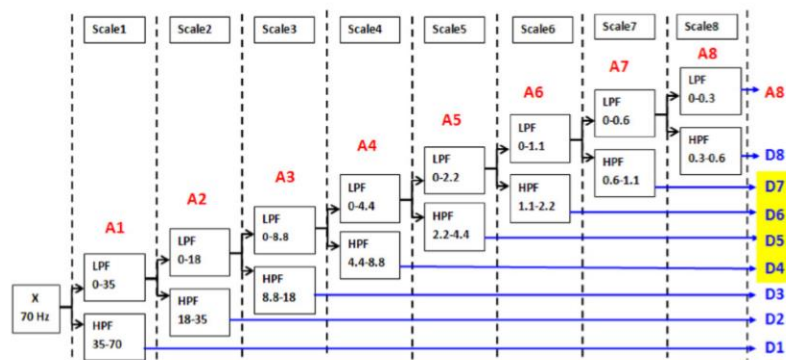 Scale1 Scale2 Scale3 Scale4 Scale5 Scale6 Scale7 Scale8
A8
A7
LPF
0-0.3
A8
A6
LPF
0-0.6
A5
LPF
0-1.1
HPF
0.3-0.6
D8
A4
LPF
0-2.2
HPF
0.6-1.1
D7
A3
LPF
0-4.4
HPF
1.1-2.2
D6
A2
LPF
0-8.8
HPF
2.2-4.4
D5
A1
LPF
0-18
HPF
4.4-8.8
D4
LPF
0-35
HPF
8.8-18
D3
X
70 Hz
HPF
18-35
D2
HPF
35-70
D1